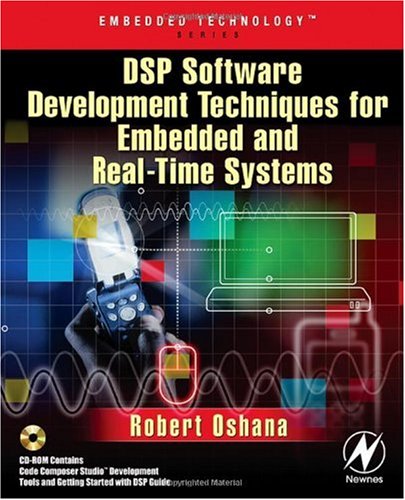 EMBEDDED TECHNOLOGY™
SERIES
DSP Software
Development Techniques for
Embedded and
Real-Time Systems
Robert Oshana
CD-ROM Contains
Code Composer Studio™ Development
Tools and Getting Started with DSP Guide
Newnes